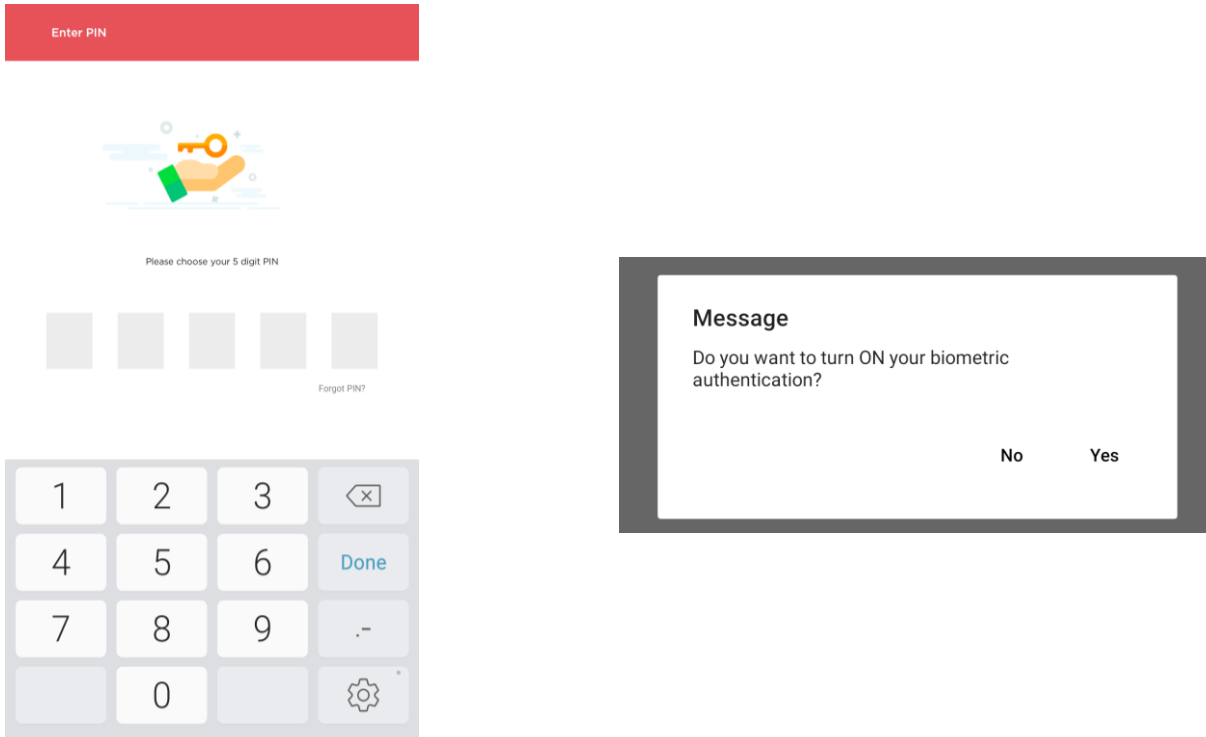 Enter PIN
Please choose your 5 digit PIN
Forgot PIN?
1 2 3
4 5 6 Done
7 8 9 .-
0
Message
Do you want to turn ON your biometric
authentication?
No Yes